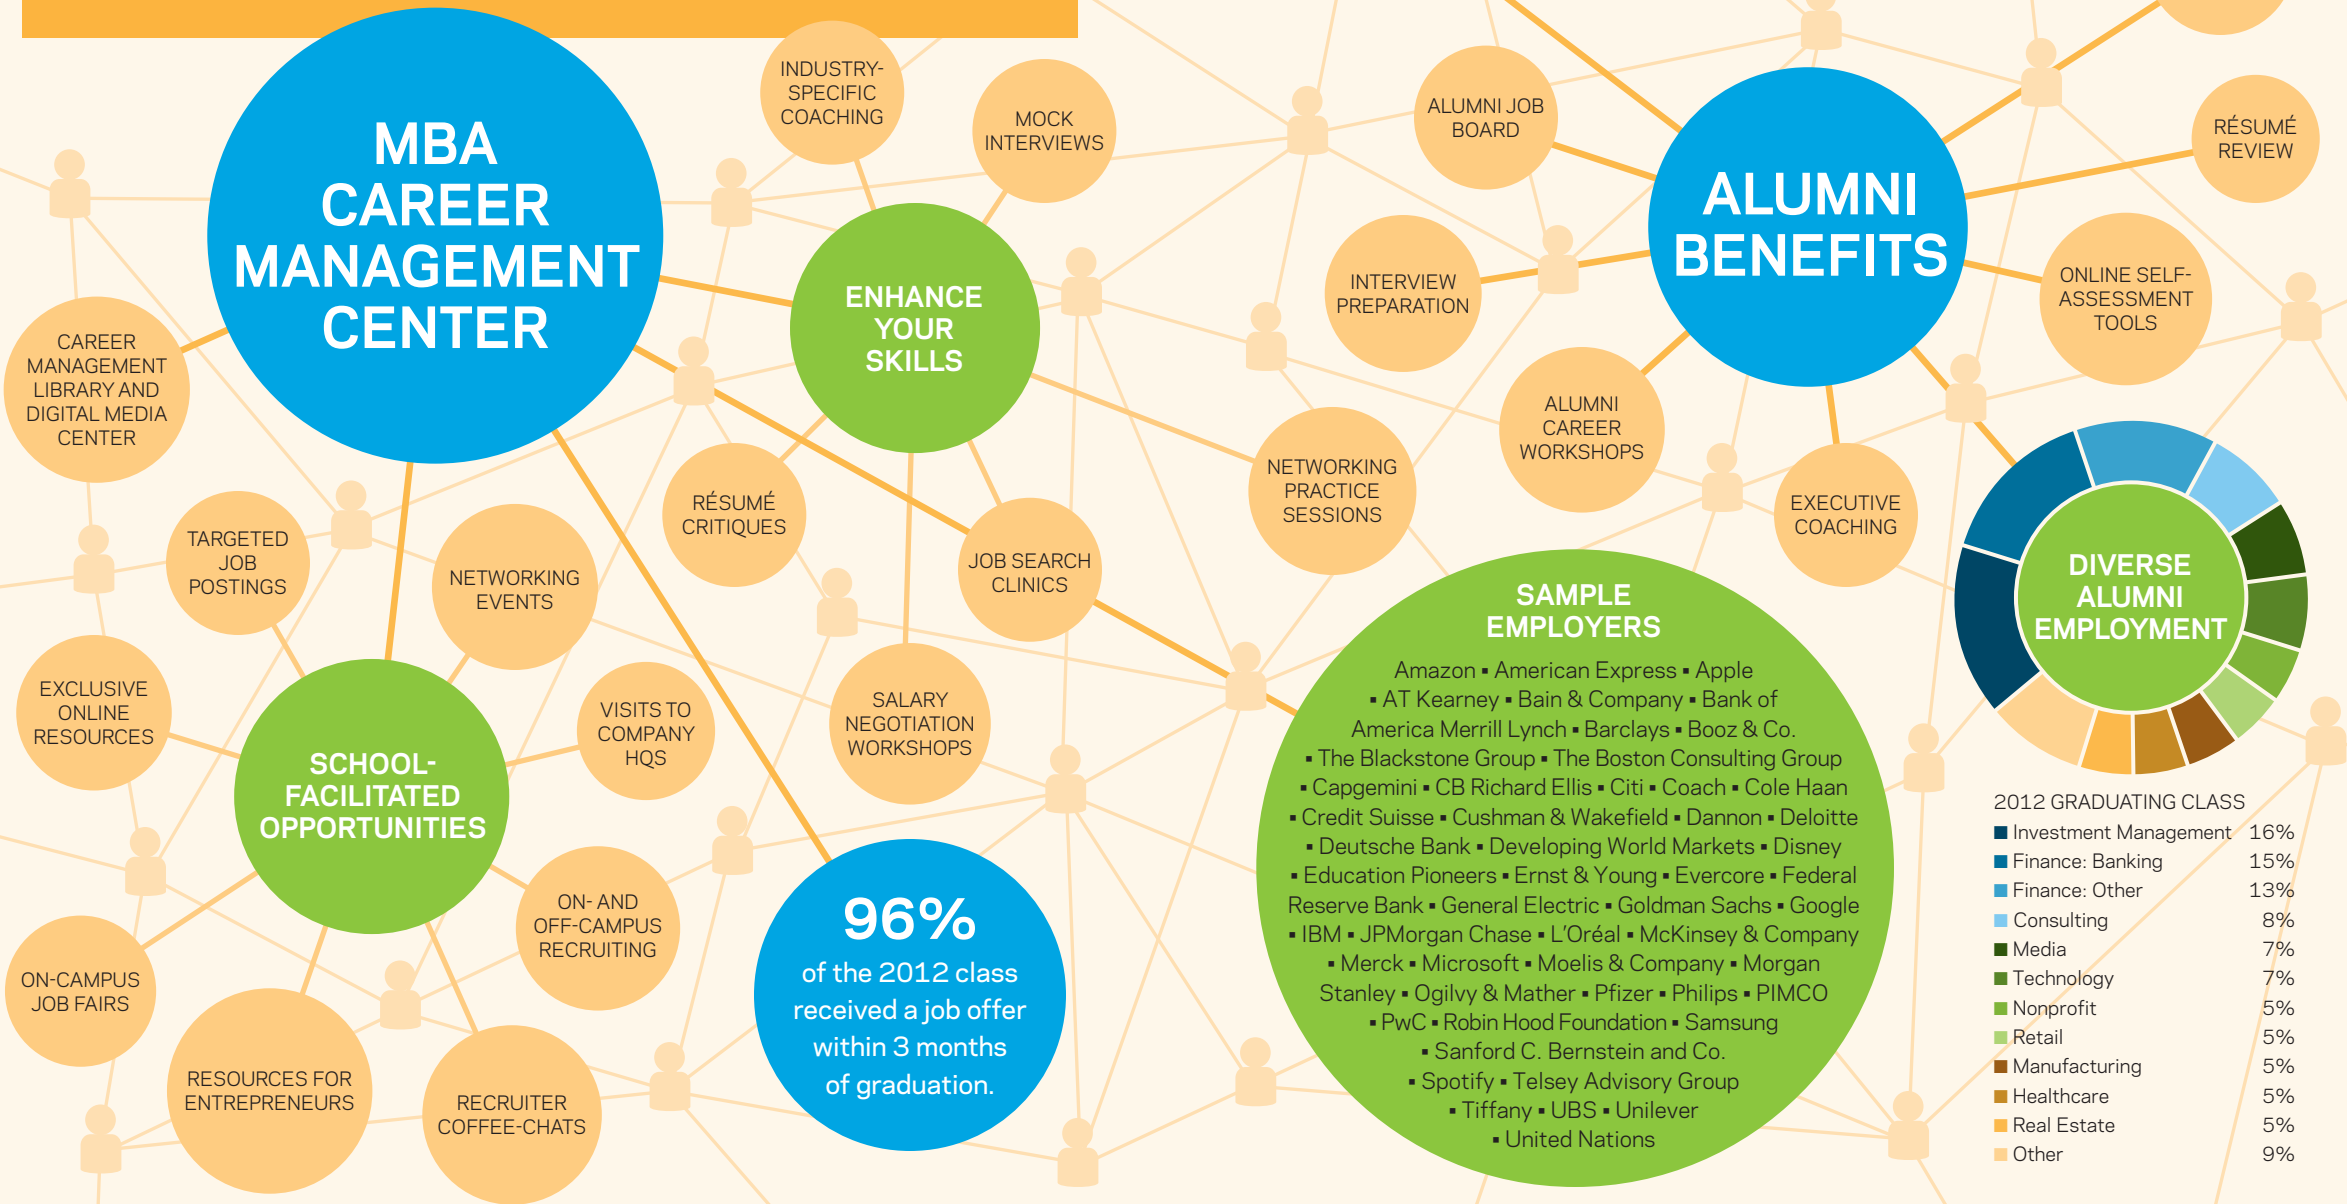 MBA
CAREER
MANAGEMENT
CENTER
CAREER
MANAGEMENT
LIBRARY AND
DIGITAL MEDIA
CENTER
INDUSTRY-
SPECIFIC
COACHING
MOCK
INTERVIEWS
ENHANCE
YOUR
SKILLS
RÉSUMÉ
CRITIQUES
JOB SEARCH
CLINICS
NETWORKING
PRACTICE
SESSIONS
SALARY
NEGOTIATION
WORKSHOPS
TARGETED
JOB
POSTINGS
NETWORKING
EVENTS
EXCLUSIVE
ONLINE
RESOURCES
VISITS TO
COMPANY
HQS
SCHOOL-
FACILITATED
OPPORTUNITIES
ON- AND
OFF-CAMPUS
RECRUITING
ON-CAMPUS
JOB FAIRS
RESOURCES FOR
ENTREPRENEURS
RECRUITER
COFFEE-CHATS
96%
of the 2012 class
received a job offer
within 3 months
of graduation.
ALUMNI
BENEFITS
ALUMNI JOB
BOARD
RÉSUMÉ
REVIEW
INTERVIEW
PREPARATION
ONLINE SELF-
ASSESSMENT
TOOLS
ALUMNI
CAREER
WORKSHOPS
EXECUTIVE
COACHING
SAMPLE
EMPLOYERS
Amazon ▪ American Express ▪ Apple
▪ AT Kearney ▪ Bain & Company ▪ Bank of
America Merrill Lynch ▪ Barclays ▪ Booz & Co.
▪ The Blackstone Group ▪ The Boston Consulting Group
▪ Capgemini ▪ CB Richard Ellis ▪ Citi ▪ Coach ▪ Cole Haan
▪ Credit Suisse ▪ Cushman & Wakefield ▪ Dannon ▪ Deloitte
▪ Deutsche Bank ▪ Developing World Markets ▪ Disney
▪ Education Pioneers ▪ Ernst & Young ▪ Evercore ▪ Federal
Reserve Bank ▪ General Electric ▪ Goldman Sachs ▪ Google
▪ IBM ▪ JPMorgan Chase ▪ L’Oréal ▪ McKinsey & Company
▪ Merck ▪ Microsoft ▪ Moelis & Company ▪ Morgan
Stanley ▪ Ogilvy & Mather ▪ Pfizer ▪ Philips ▪ PIMCO
▪ PwC ▪ Robin Hood Foundation ▪ Samsung
▪ Sanford C. Bernstein and Co.
▪ Spotify ▪ Telsey Advisory Group
▪ Tiffany ▪ UBS ▪ Unilever
▪ United Nations
DIVERSE
ALUMNI
EMPLOYMENT
2012 GRADUATING CLASS
Investment Management 16%
Finance: Banking 15%
Finance: Other 13%
Consulting 8%
Media 7%
Technology 7%
Nonprofit 5%
Retail 5%
Manufacturing 5%
Healthcare 5%
Real Estate 5%
Other 9%